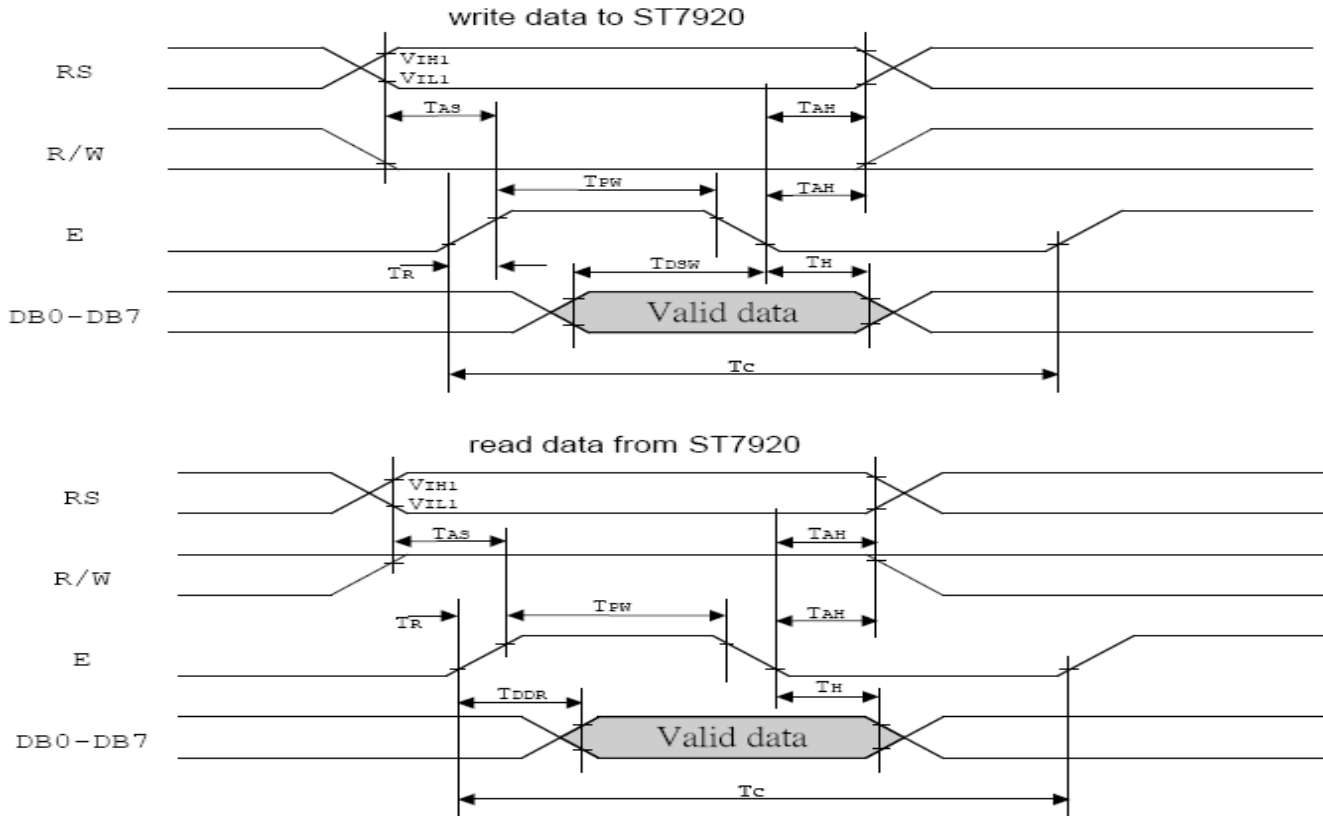 write data to ST7920
RS
VIH1
VIL1
TAS
TAH
R/W
TPW
TAH
E
TR
TDSW
TH
DB0-DB7
Valid data
TC
read data from ST7920
RS
VIH1
VIL1
TAS
TAH
R/W
TR
TPW
TAH
E
TDDR
TH
DB0-DB7
Valid data
TC